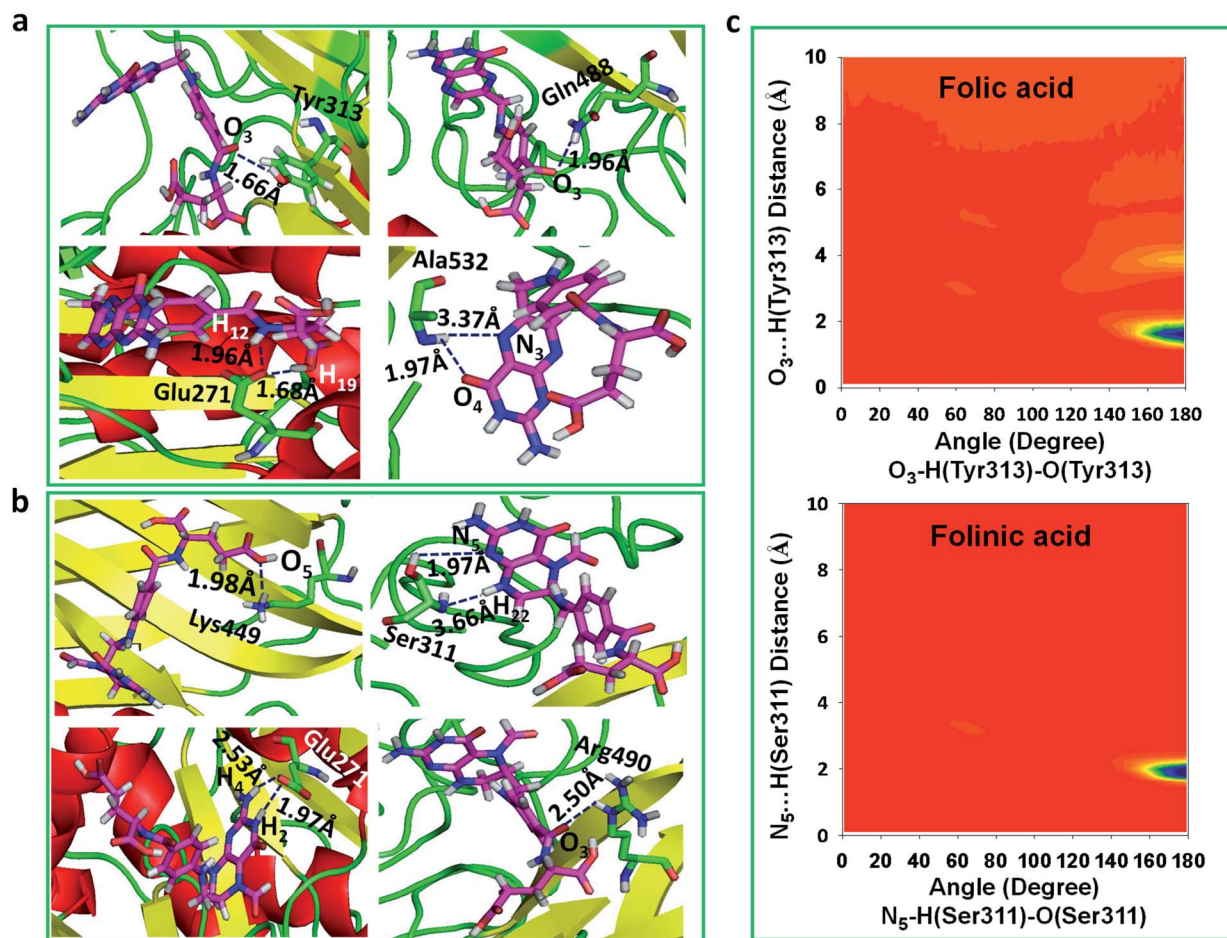 a
Tyr313
O3
1.66Å
Gln488
1.96Å
O3
H12
1.96Å
Glu271
1.68Å
H19
Ala532
3.37Å
N3
1.97Å
O4
b
O5
1.98Å
Lys449
N5
1.97Å
H22
3.66Å
Ser311
2.53Å
Glu271
H4
1.97Å
H2
Arg490
2.50Å
O3
c
Folic acid
O3... H(Tyr313) Distance (Å)
10
8
6
4
2
0
0 20 40 60 80 100 120 140 160 180
Angle (Degree)
O3-H(Tyr313)-O(Tyr313)
Folinic acid
N5...H(Ser311) Distance (Å)
10
8
6
4
2
0
0 20 40 60 80 100 120 140 160 180
Angle (Degree)
N5-H(Ser311)-O(Ser311)